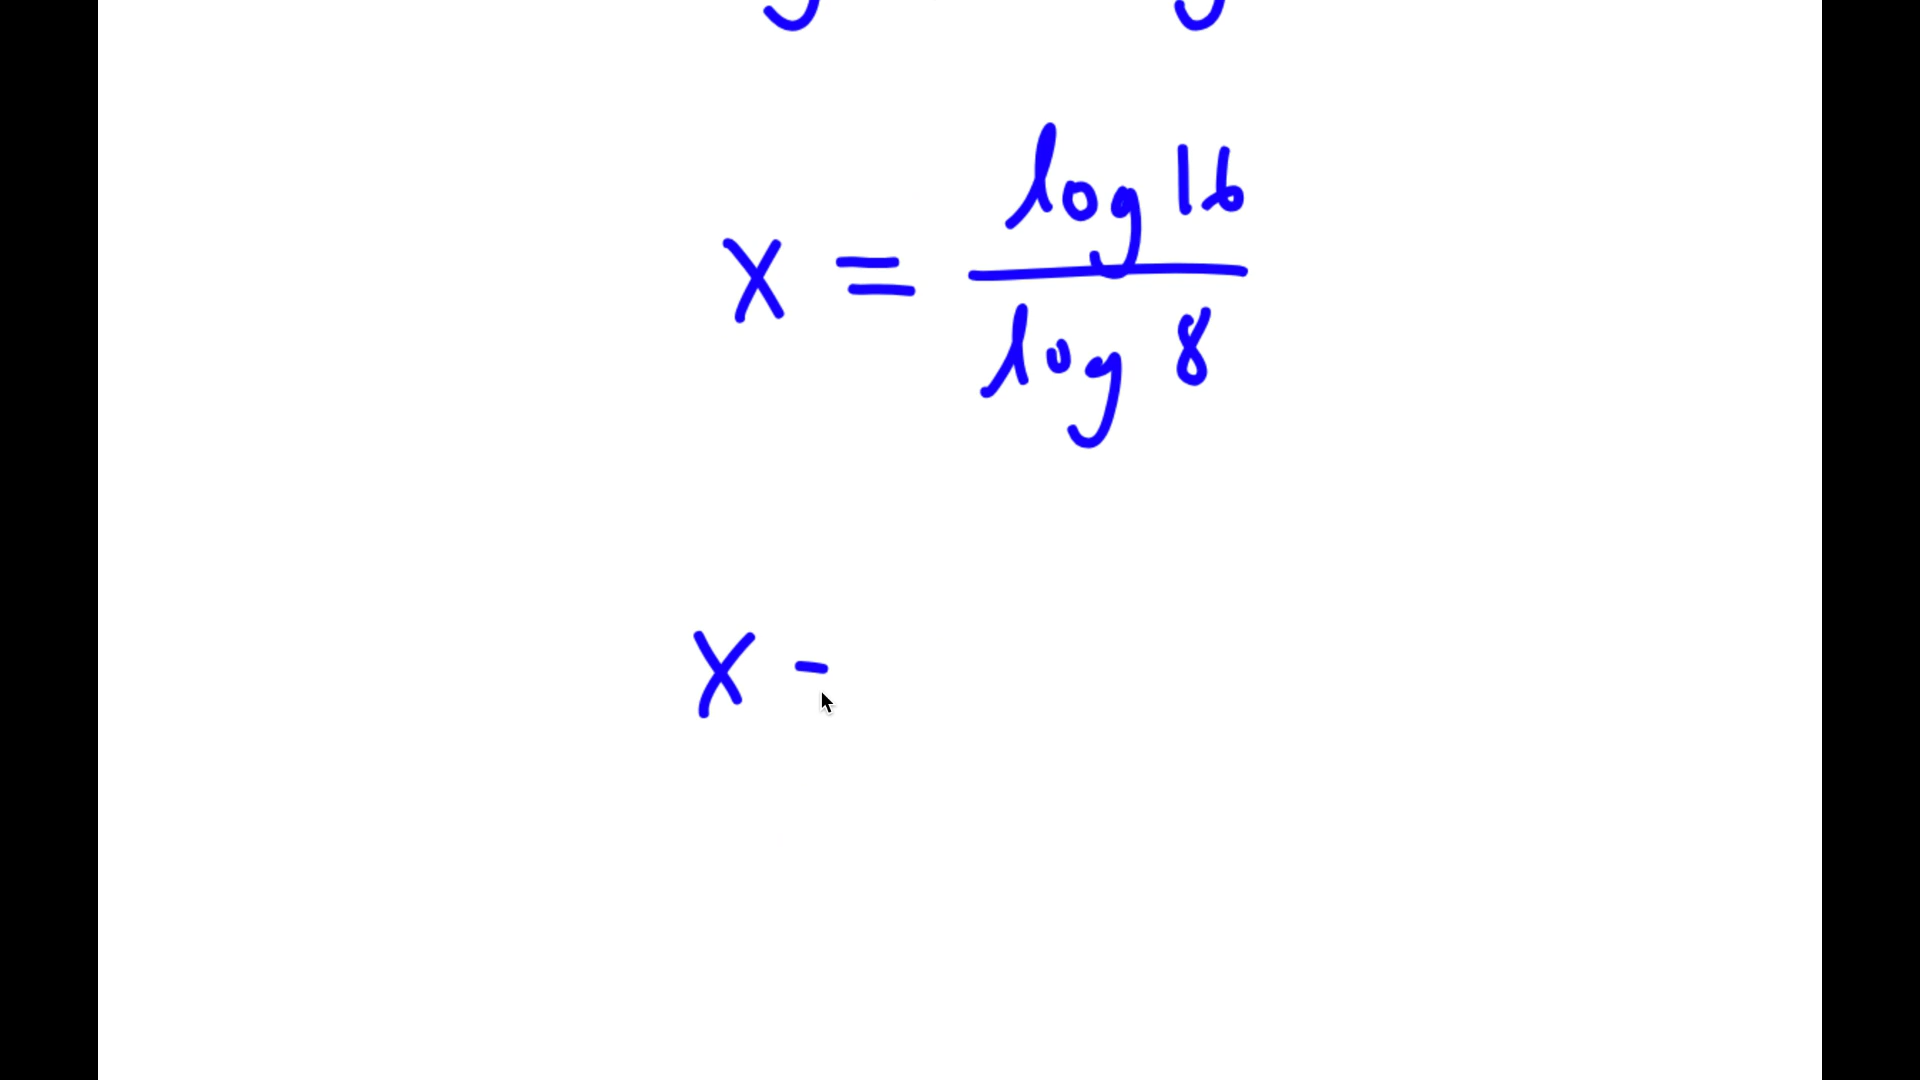 x = log 16 / log 8
x -